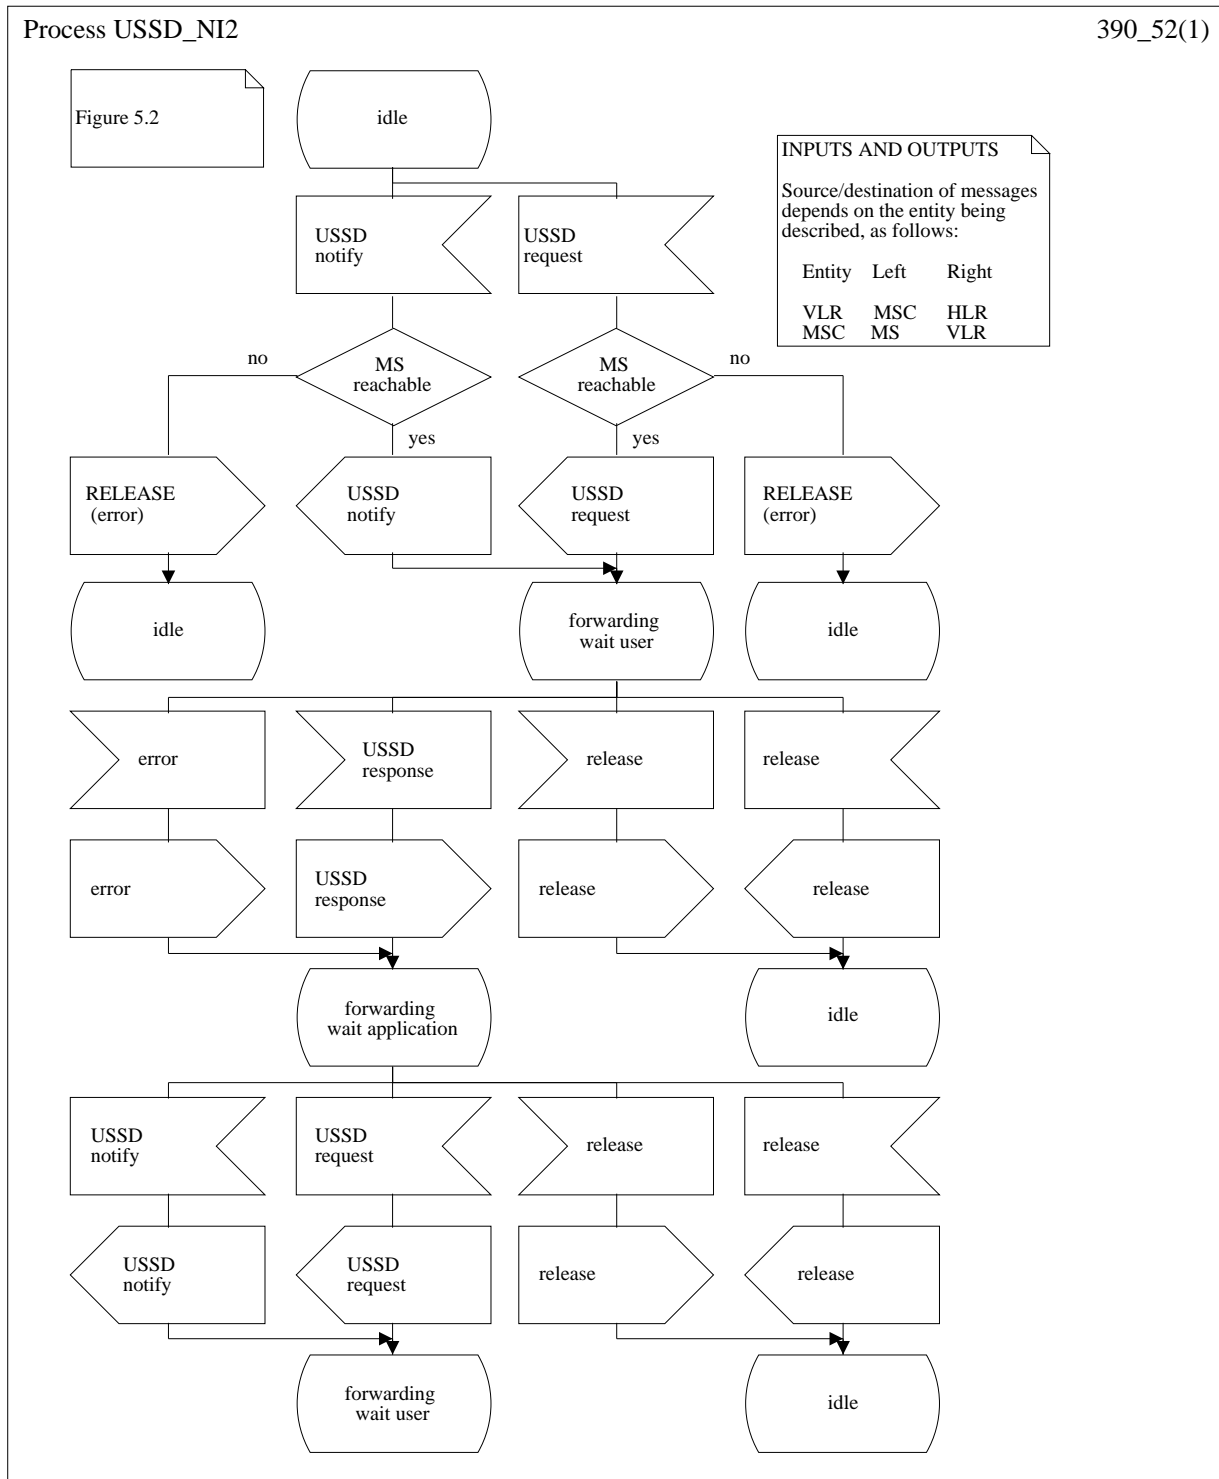 Process USSD_NI2
390_52(1)
Figure 5.2
idle
INPUTS AND OUTPUTS
Source/destination of messages
depends on the entity being
described, as follows:
Entity Left Right
VLR MSC HLR
MSC MS VLR
USSD
notify
USSD
request
no
MS
reachable
MS
reachable
no
yes
yes
RELEASE
(error)
USSD
notify
USSD
request
RELEASE
(error)
idle
forwarding
wait user
idle
error
USSD
response
release
release
error
USSD
response
release
release
forwarding
wait application
idle
USSD
notify
USSD
request
release
release
USSD
notify
USSD
request
release
release
forwarding
wait user
idle